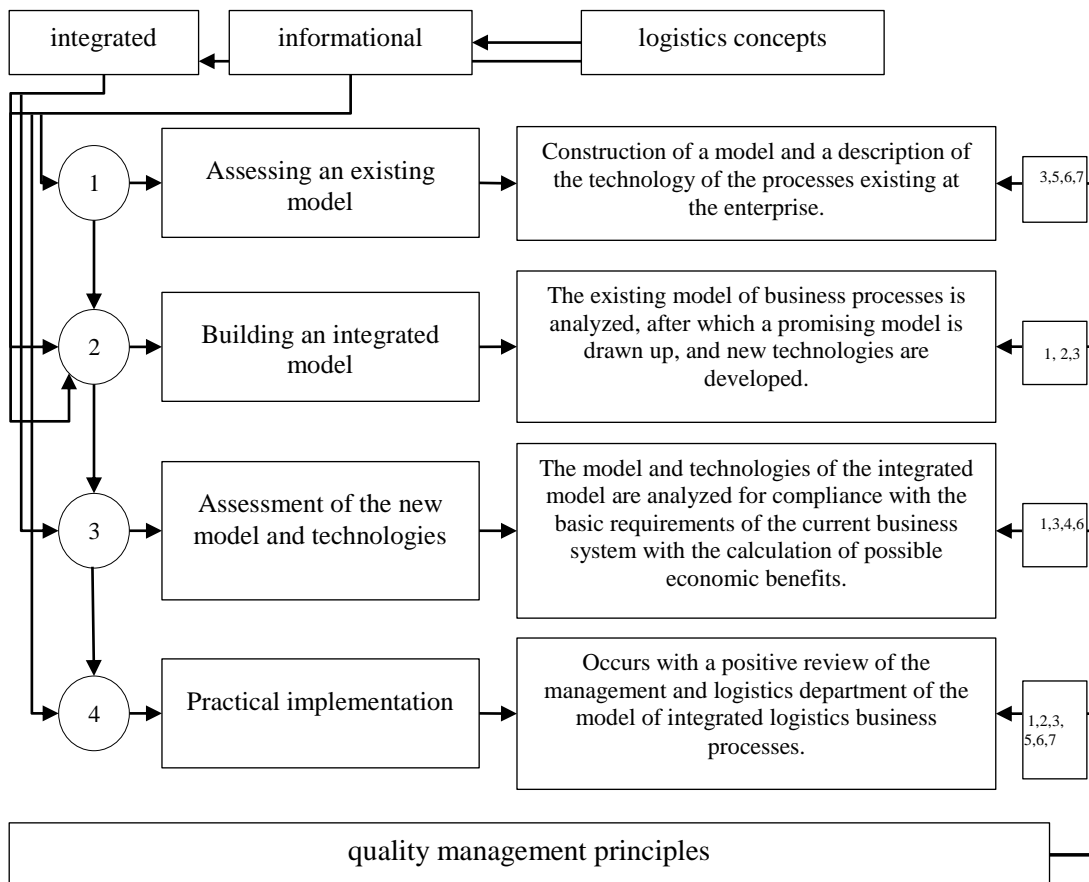 integrated
informational
logistics concepts
1
Assessing an existing
model
Construction of a model and a description of
the technology of the processes existing at
the enterprise.
3,5,6,7
2
Building an integrated
model
The existing model of business processes is
analyzed, after which a promising model is
drawn up, and new technologies are
developed.
1, 2,3
3
Assessment of the new
model and technologies
The model and technologies of the integrated
model are analyzed for compliance with the
basic requirements of the current business
system with the calculation of possible
economic benefits.
1,3,4,6
4
Practical implementation
Occurs with a positive review of the
management and logistics department of the
model of integrated logistics business
processes.
1,2,3,
5,6,7
quality management principles